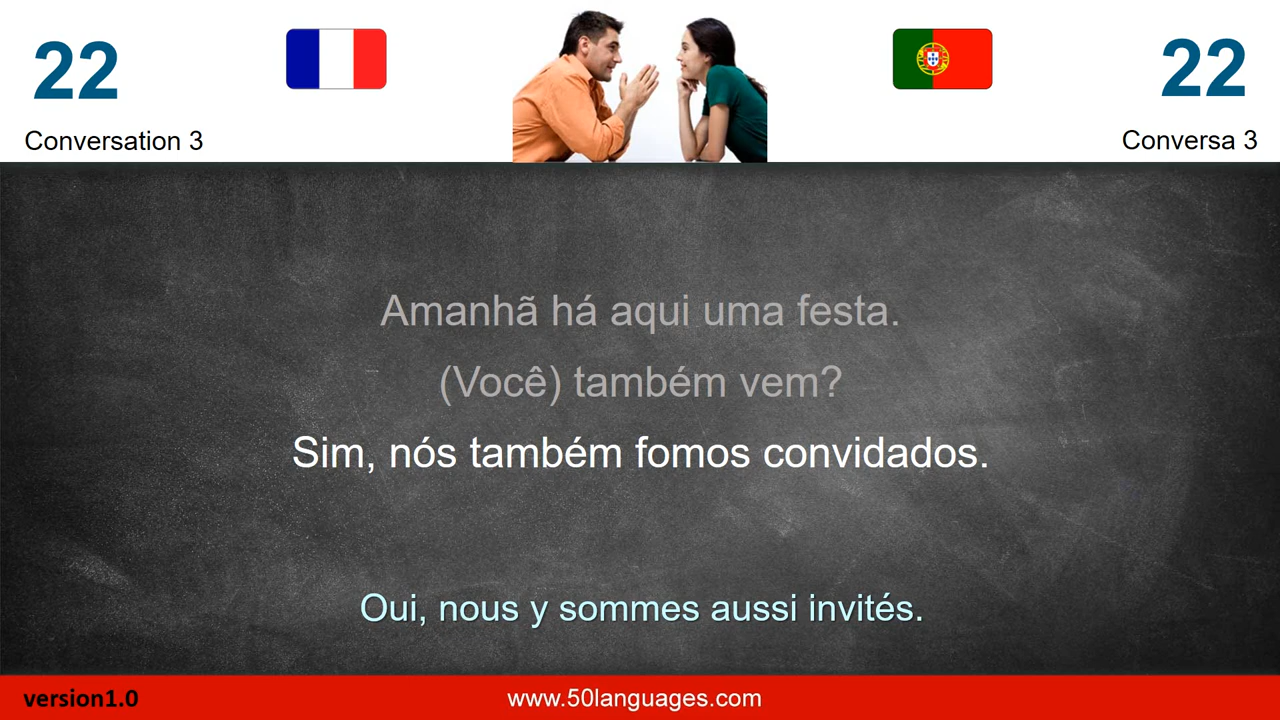 22
22
Conversation 3
Conversa 3
Amanhã há aqui uma festa.
(Você) também vem?
Sim, nós também fomos convidados.
Oui, nous y sommes aussi invités.
version1.0
www.50languages.com